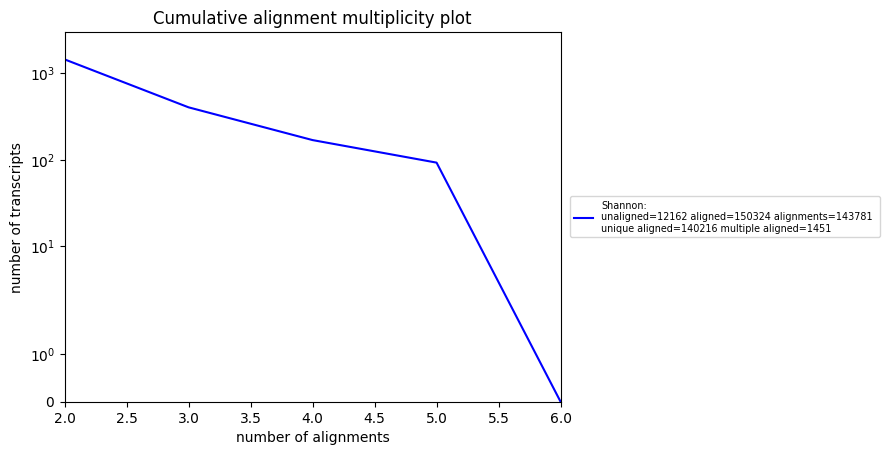 Cumulative alignment multiplicity plot
number of transcripts
10³
10²
10¹
10⁰
0
2.0 2.5 3.0 3.5 4.0 4.5 5.0 5.5 6.0
number of alignments
Shannon:
unaligned=12162 aligned=150324 alignments=143781
unique aligned=140216 multiple aligned=1451